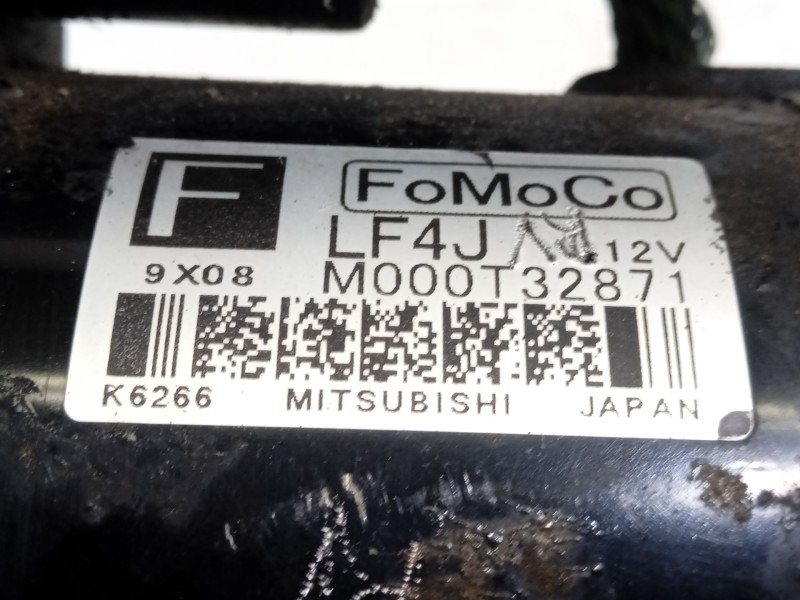 F FoMoCo
LF4J 12V
9X08 M000T32871
K6266 MITSUBISHI JAPAN